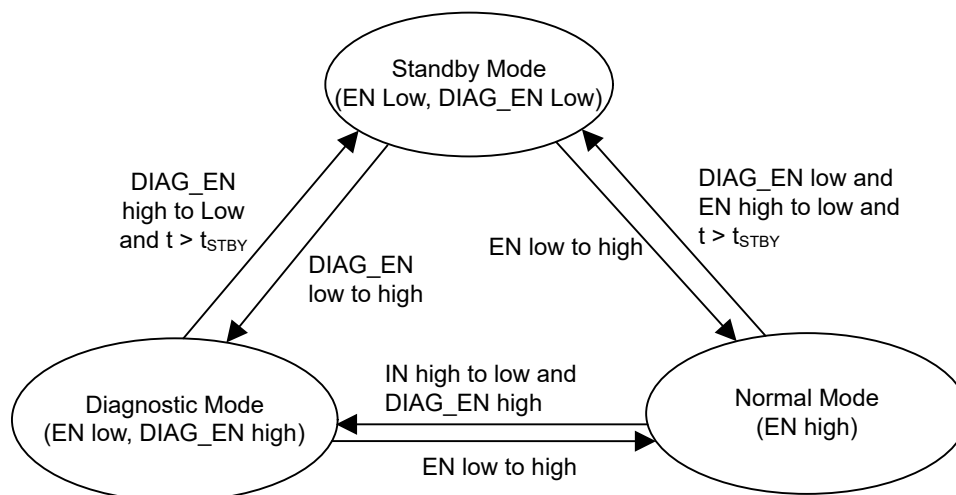 Standby Mode
(EN Low, DIAG_EN Low)
DIAG_EN
high to Low
and t > tSTBY
DIAG_EN
low to high
EN low to high
DIAG_EN low and
EN high to low and
t > tSTBY
Diagnostic Mode
(EN low, DIAG_EN high)
IN high to low and
DIAG_EN high
EN low to high
Normal Mode
(EN high)